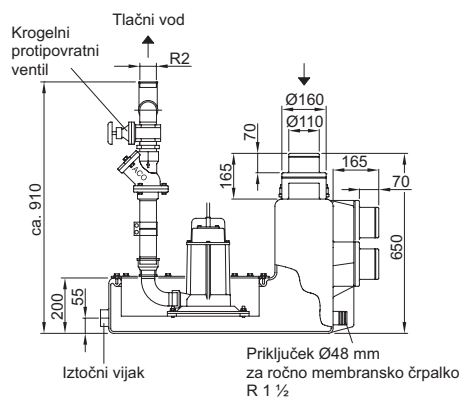 Tlačni vod
Krogelni
protipovratni
ventil
R2
Ø160
Ø110
70
165
165
70
ca. 910
ACO
650
200
55
Iztočni vijak
Priključek Ø48 mm
za ročno membransko črpalko
R 1 ½